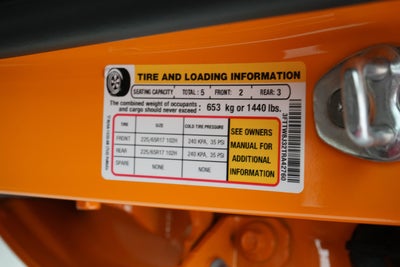 TIRE AND LOADING INFORMATION
SEATING CAPACITY TOTAL : 5 FRONT: 2 REAR: 3
The combined weight of occupants
and cargo should never exceed : 653 kg or 1440 lbs.
TIRE SIZE COLD TIRE PRESSURE
FRONT 225/65R17 102H 240 KPA, 35 PSI
REAR 225/65R17 102H 240 KPA, 35 PSI
SPARE NONE NONE
SEE OWNERS
MANUAL FOR
ADDITIONAL
INFORMATION